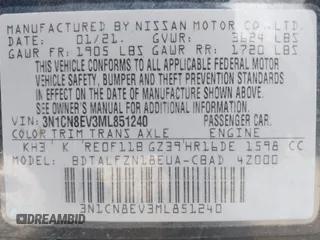 MANUFACTURED BY NISSAN MOTOR CO., LTD.
DATE: 01/21. GVWR: 3624 LBS
GAWR FR: 1905 LBS GAWR RR: 1720 LBS
THIS VEHICLE CONFORMS TO ALL APPLICABLE FEDERAL MOTOR
VEHICLE SAFETY, BUMPER AND THEFT PREVENTION STANDARDS
IN EFFECT ON THE DATE OF MANUFACTURE SHOWN ABOVE.
SEE OWNER'S MANUAL FOR ADDITIONAL INFORMATION.
VIN: 3N1CN8EV3ML851240 PASSENGER CAR.
COLOR TRIM TRANS AXLE ENGINE
KH3 K RE0F11B GZ39 HR16DE 1598 CC
MODEL: BDTALFZN18EUA-CBAD 4Z000
3N1CN8EV3ML851240